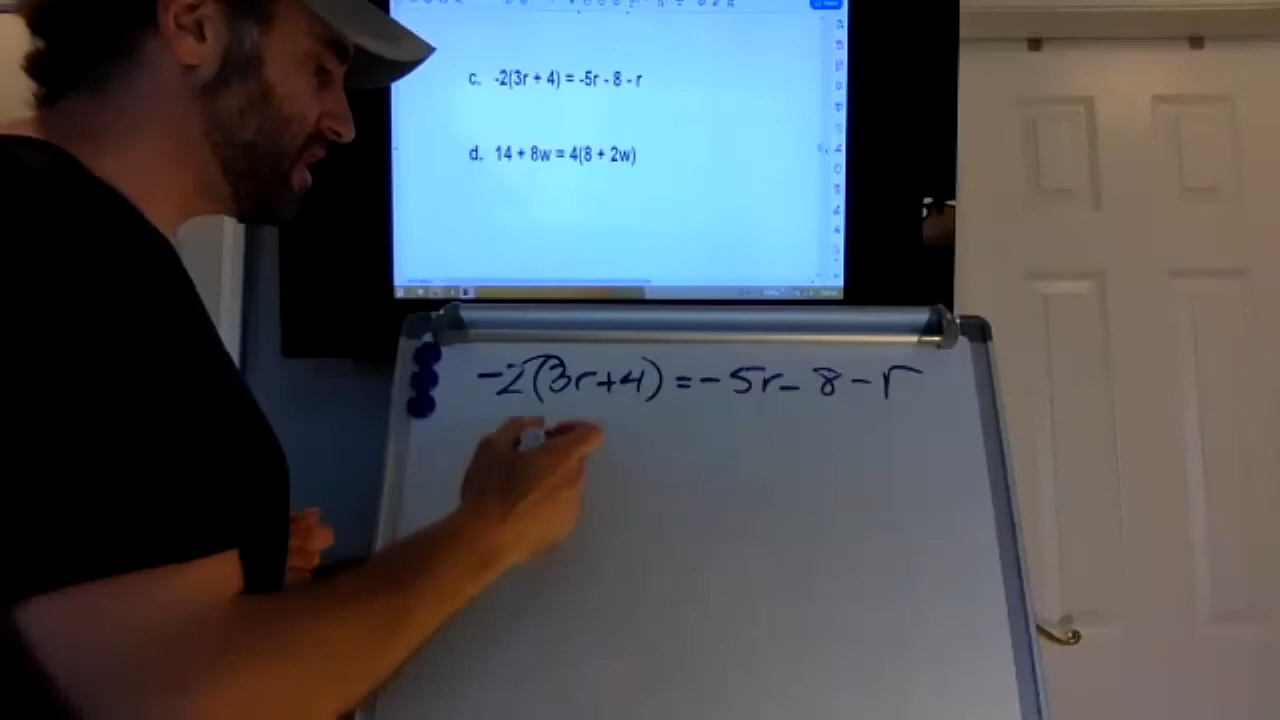 c. -2(3r + 4) = -5r - 8 - r
d. 14 + 8w = 4(8 + 2w)
-2(3r+4) = -5r-8-r